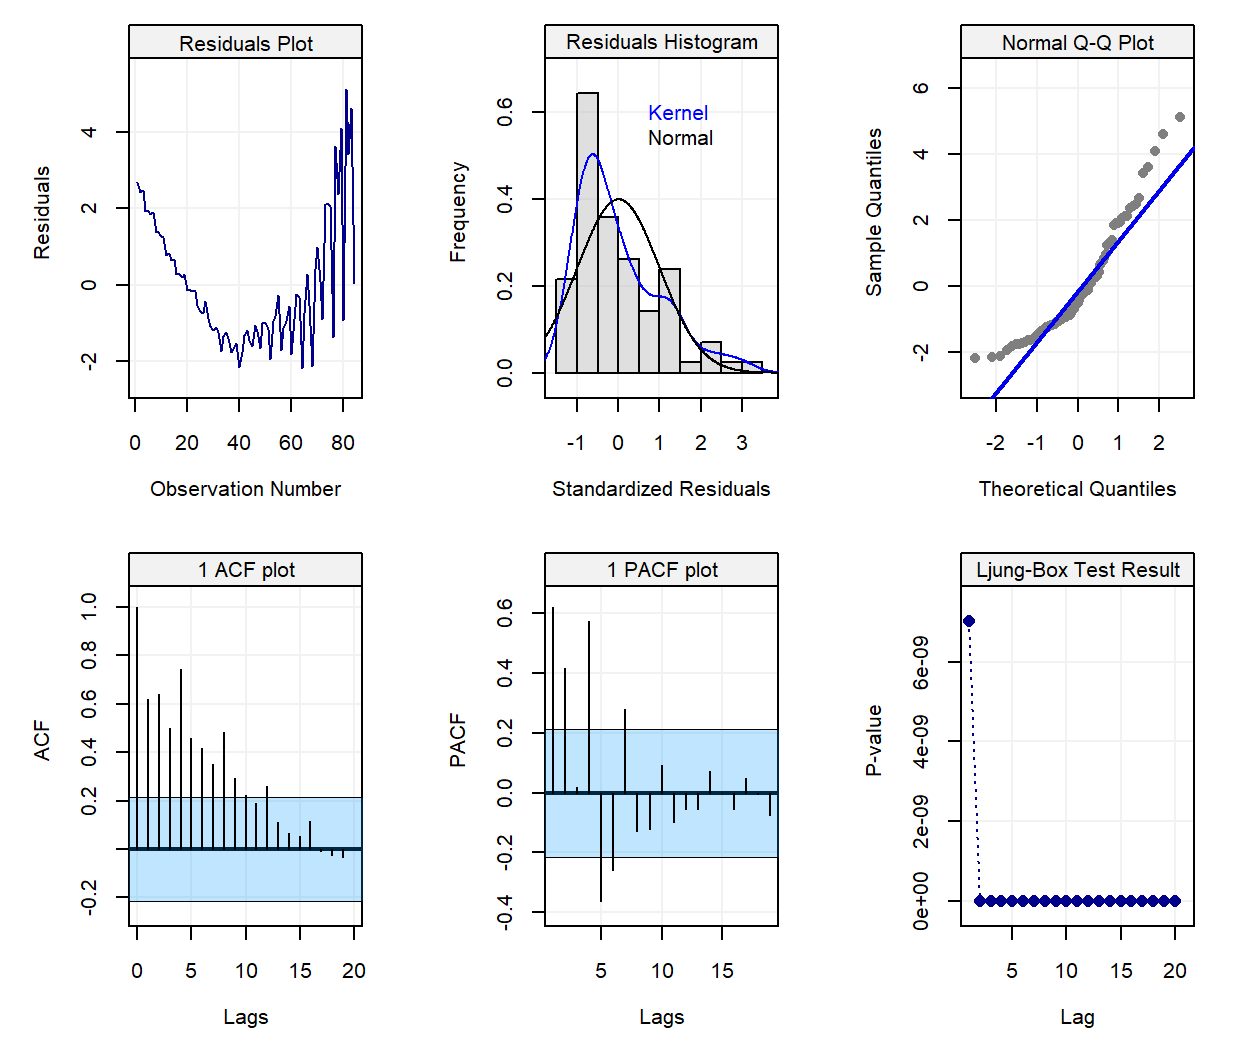 Residuals Plot
Residuals
4
2
0
-2
0 20 40 60 80
Observation Number
Residuals Histogram
Kernel
Normal
Frequency
0.6
0.4
0.2
0.0
-1 0 1 2 3
Standardized Residuals
Normal Q-Q Plot
Sample Quantiles
6
4
2
0
-2
-2 -1 0 1 2
Theoretical Quantiles
1 ACF plot
ACF
1.0
0.8
0.6
0.4
0.2
-0.2
0 5 10 15 20
Lags
1 PACF plot
PACF
0.6
0.4
0.2
0.0
-0.2
-0.4
5 10 15
Lags
Ljung-Box Test Result
P-value
6e-09
4e-09
2e-09
0e+00
5 10 15 20
Lag